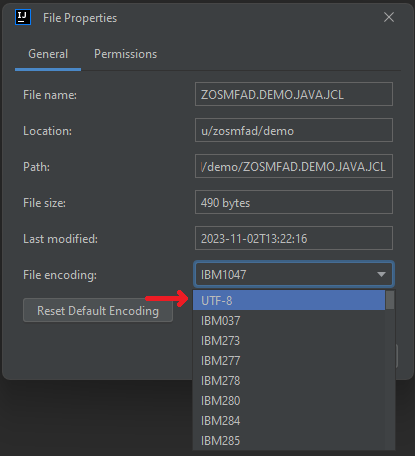 IJ
File Properties
General
Permissions
File name:
ZOSMFAD.DEMO.JAVA.JCL
Location:
u/zosmfad/demo
Path:
/demo/ZOSMFAD.DEMO.JAVA.JCL
File size:
490 bytes
Last modified:
2023-11-02T13:22:16
File encoding:
IBM1047
Reset Default Encoding
UTF-8
IBM037
IBM273
IBM277
IBM278
IBM280
IBM284
IBM285